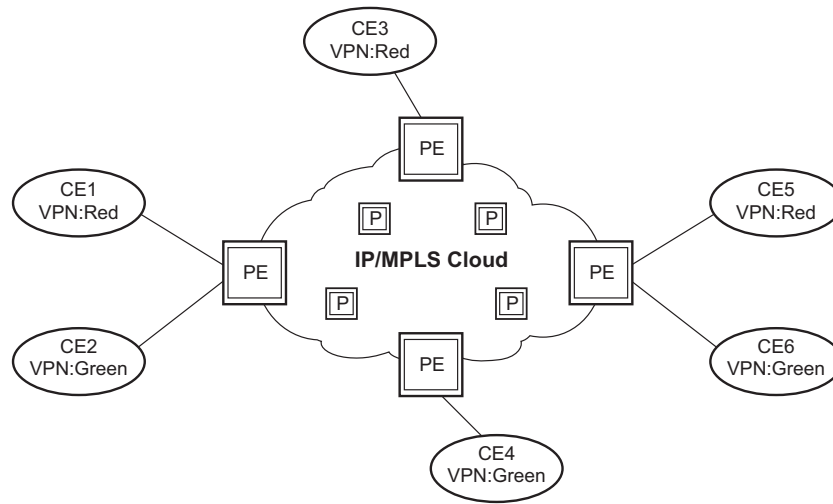 CE3
VPN:Red
PE
CE1
VPN:Red
CE5
VPN:Red
P
P
IP/MPLS Cloud
PE
PE
P
P
CE2
VPN:Green
PE
CE6
VPN:Green
CE4
VPN:Green